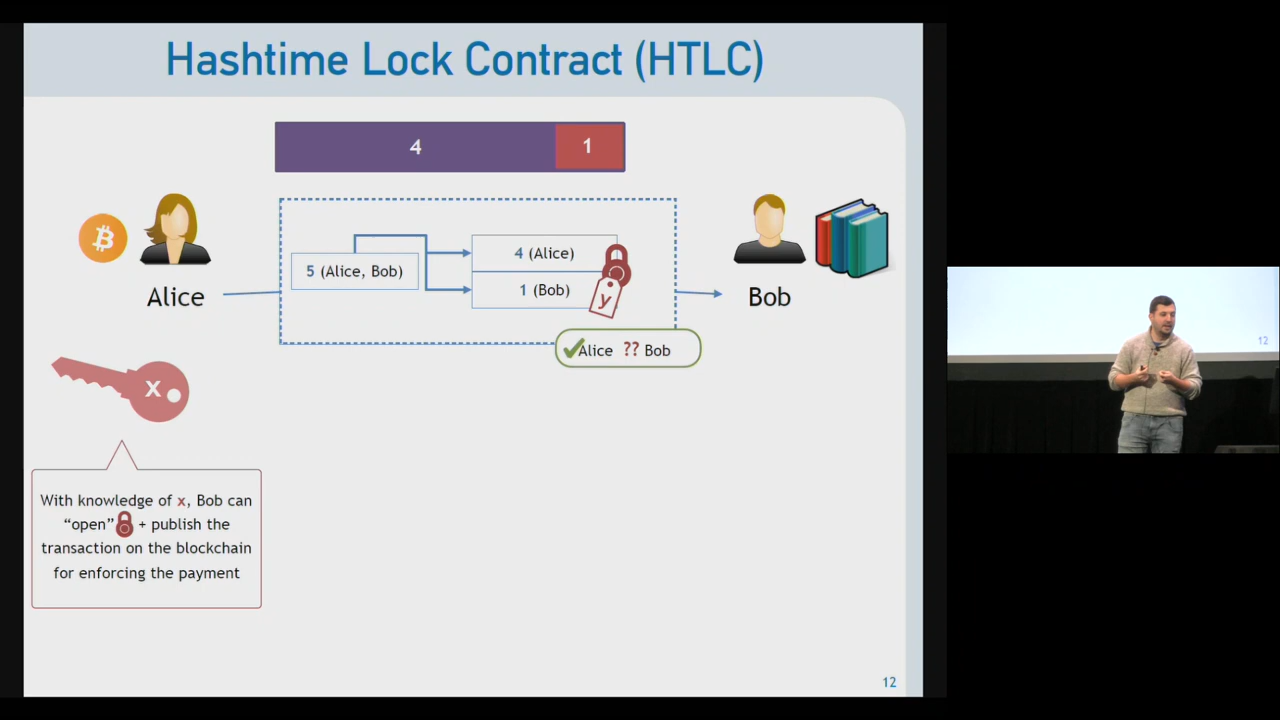 Hashtime Lock Contract (HTLC)
4
1
5 (Alice, Bob)
4 (Alice)
1 (Bob)
y
Alice
Bob
Alice ?? Bob
x
With knowledge of x, Bob can
“open” + publish the
transaction on the blockchain
for enforcing the payment
12
12